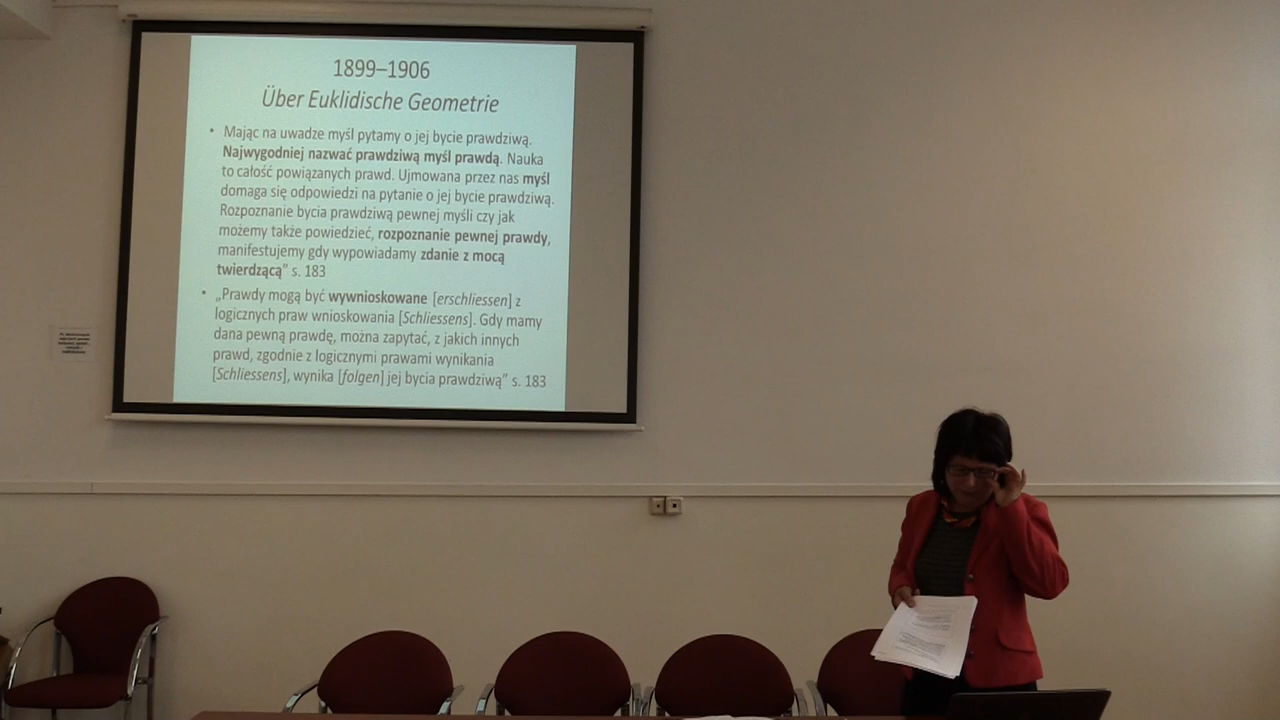 1899–1906
Über Euklidische Geometrie
• Mając na uwadze myśl pytamy o jej bycie prawdziwą.
Najwygodniej nazwać prawdziwą myśl prawdą. Nauka
to całość powiązanych prawd. Ujmowana przez nas myśl
domaga się odpowiedzi na pytanie o jej bycie prawdziwą.
Rozpoznanie bycia prawdziwą pewnej myśli czy jak
możemy także powiedzieć, rozpoznanie pewnej prawdy,
manifestujemy gdy wypowiadamy zdanie z mocą
twierdzącą” s. 183
• „Prawdy mogą być wywnioskowane [erschliessen] z
logicznych praw wnioskowania [Schliessens]. Gdy mamy
dana pewną prawdę, można zapytać, z jakich innych
prawd, zgodnie z logicznymi prawami wynikania
[Schliessens], wynika [folgen] jej bycia prawdziwą” s. 183